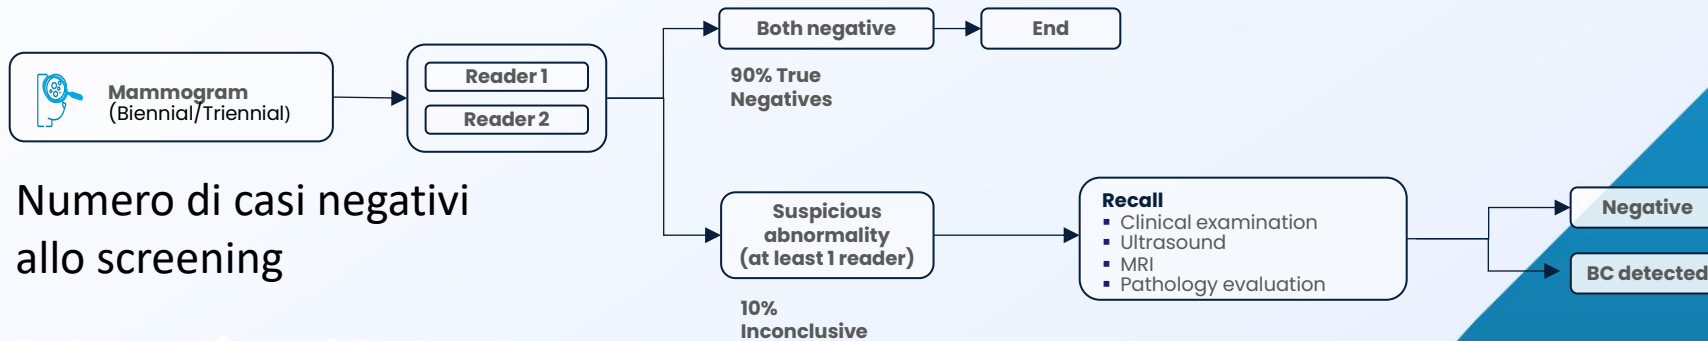 Mammogram
(Biennial/Triennial)
Reader 1
Reader 2
Both negative
End
90% True
Negatives
Numero di casi negativi
allo screening
Suspicious
abnormality
(at least 1 reader)
10%
Inconclusive
Recall
▪ Clinical examination
▪ Ultrasound
▪ MRI
▪ Pathology evaluation
Negative
BC detected